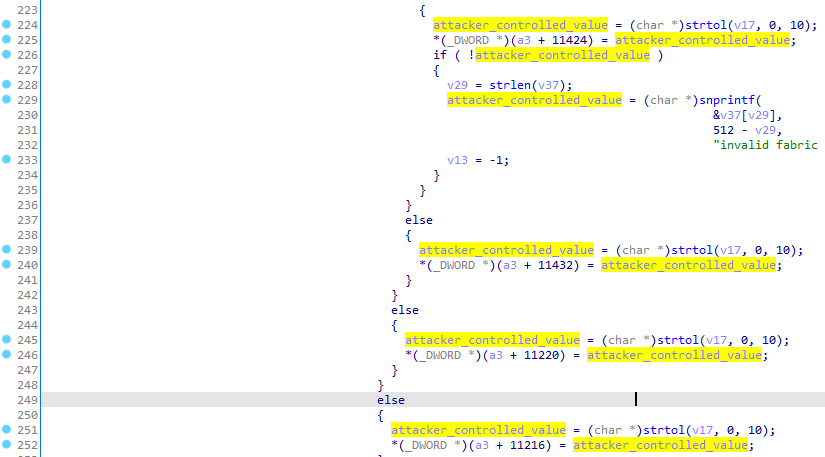 223 {
224 attacker_controlled_value = (char *)strtol(v17, 0, 10);
225 *(_DWORD *)(a3 + 11424) = attacker_controlled_value;
226 if ( !attacker_controlled_value )
227 {
228 v29 = strlen(v37);
229 attacker_controlled_value = (char *)snprintf(
230 &v37[v29],
231 512 - v29,
232 "invalid fabric
233 v13 = -1;
234 }
235 }
236 }
237 else
238 {
239 attacker_controlled_value = (char *)strtol(v17, 0, 10);
240 *(_DWORD *)(a3 + 11432) = attacker_controlled_value;
241 }
242 }
243 else
244 {
245 attacker_controlled_value = (char *)strtol(v17, 0, 10);
246 *(_DWORD *)(a3 + 11220) = attacker_controlled_value;
247 }
248 }
249 else
250 {
251 attacker_controlled_value = (char *)strtol(v17, 0, 10);
252 *(_DWORD *)(a3 + 11216) = attacker_controlled_value;